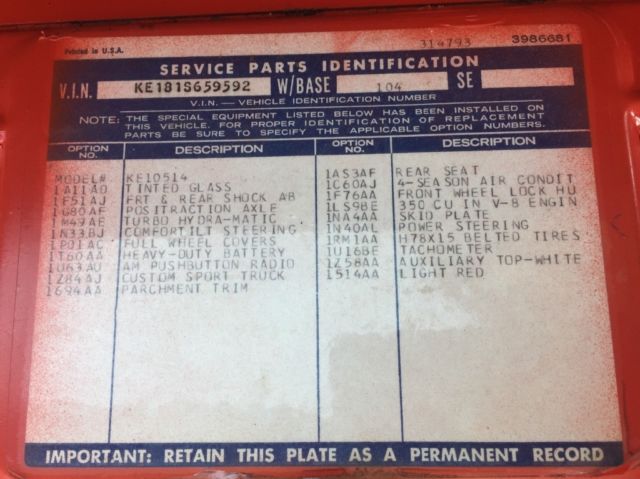 Printed in U.S.A.
314793 3986681
SERVICE PARTS IDENTIFICATION
V.I.N. KE181S659592 W/BASE 104 SE
V.I.N. — VEHICLE IDENTIFICATION NUMBER
NOTE: THE SPECIAL EQUIPMENT LISTED BELOW HAS BEEN INSTALLED ON
THIS VEHICLE. FOR PROPER IDENTIFICATION OF REPLACEMENT
PARTS BE SURE TO SPECIFY THE APPLICABLE OPTION NUMBERS.
OPTION NO. DESCRIPTION
MODEL# KE10514
1A11AO TINTED GLASS
1F51AJ FRT & REAR SHOCK AB
1G80AF POSITRACTION AXLE
1M49AE TURBO HYDRA-MATIC
1N33BJ COMFORTILT STEERING
1P01AC FULL WHEEL COVERS
1T60AA HEAVY-DUTY BATTERY
1U63AU AM PUSHBUTTON RADIO
1Z84AJ CUSTOM SPORT TRUCK
1694AA PARCHMENT TRIM
OPTION NO. DESCRIPTION
1AS3AF REAR SEAT
1C60AJ 4-SEASON AIR CONDIT
1F76AA FRONT WHEEL LOCK HU
1LS9BE 350 CU IN V-8 ENGIN
1NA4AA SKID PLATE
1N40AL POWER STEERING
1RM1AA H78X15 BELTED TIRES
1U16BE TACHOMETER
1Z58AA AUXILIARY TOP-WHITE
1514AA LIGHT RED
IMPORTANT: RETAIN THIS PLATE AS A PERMANENT RECORD